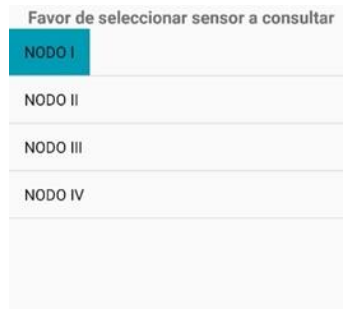 Favor de seleccionar sensor a consultar
NODO I
NODO II
NODO III
NODO IV